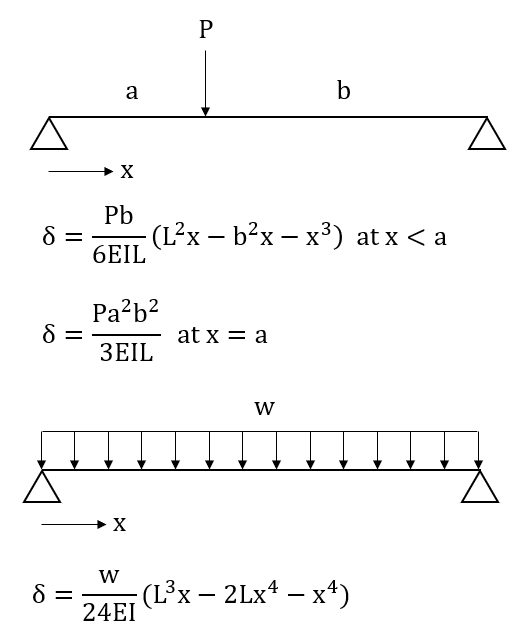 P
a b
x
δ = Pb/6EIL (L²x − b²x − x³) at x < a
δ = Pa²b²/3EIL at x = a
w
x
δ = w/24EI (L³x − 2Lx⁴ − x⁴)